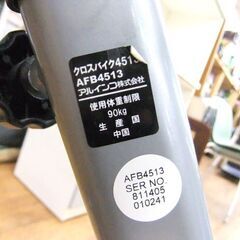 クロスバイク4513
AFB4513
アルインコ株式会社
使用体重制限
90kg
生産国
中国
AFB4513
SER NO.
811405
010241